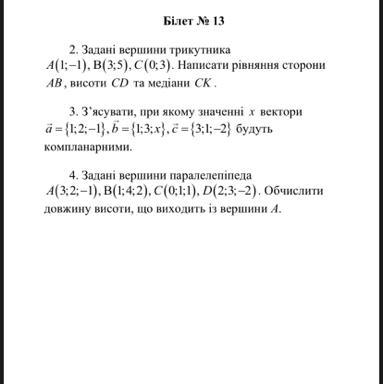 Білет № 13
2. Задані вершини трикутника
A(1;−1), B(3;5), C(0;3). Написати рівняння сторони
AB, висоти CD та медіани CK.
3. З’ясувати, при якому значенні x вектори
a⃗ = {1;2;−1}, b⃗ = {1;3;x}, c⃗ = {3;1;−2} будуть
компланарними.
4. Задані вершини паралелепіпеда
A(3;2;−1), B(1;4;2), C(0;1;1), D(2;3;−2). Обчислити
довжину висоти, що виходить із вершини A.